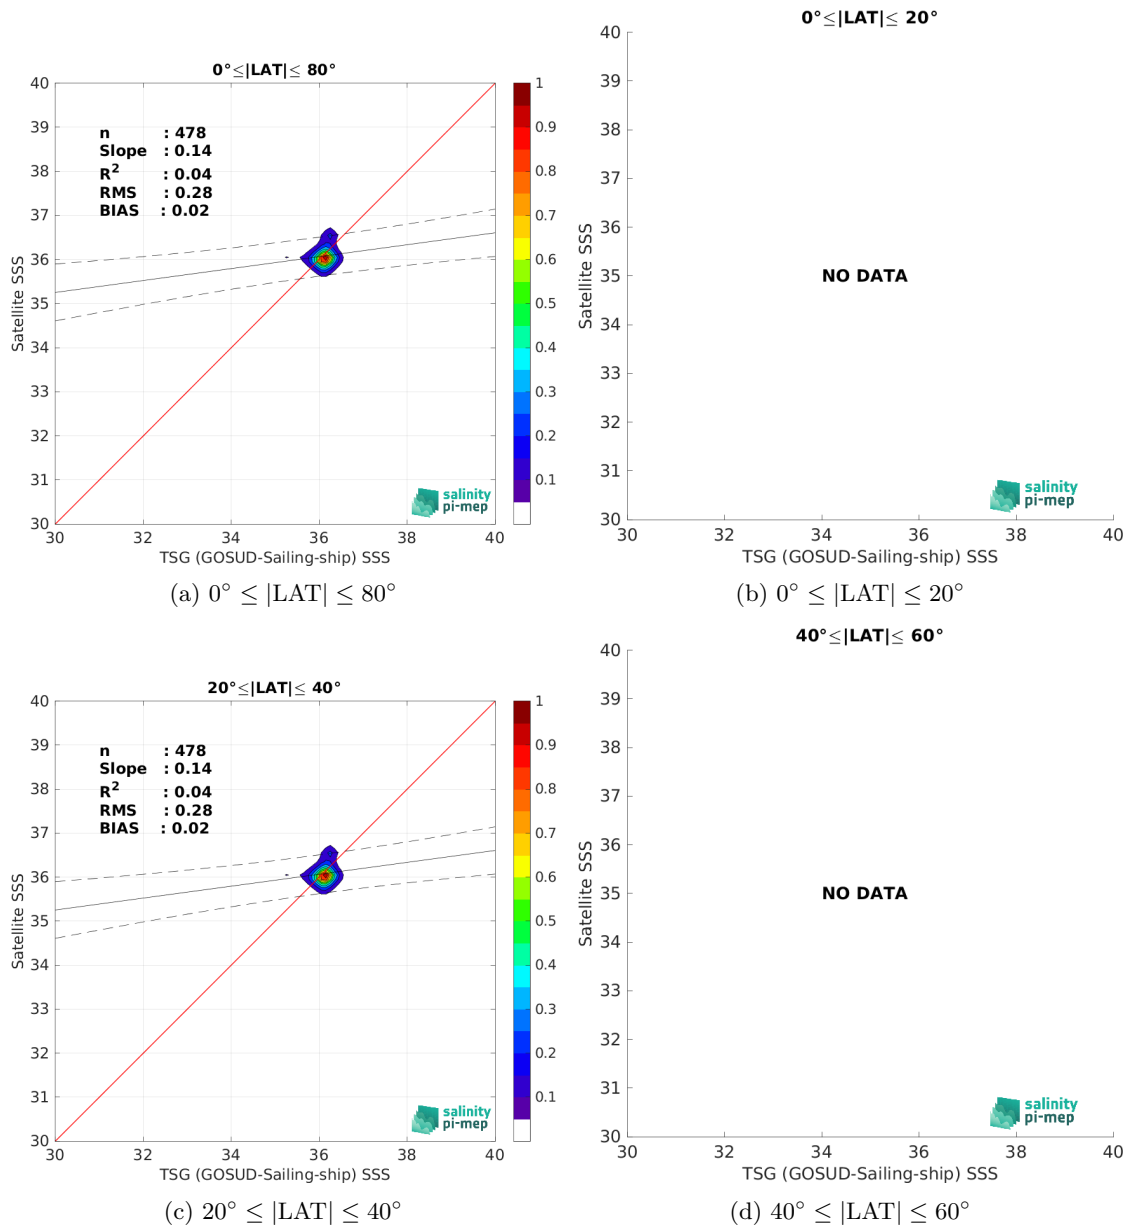 0°≤|LAT|≤ 80°
40
39
38
37
36
35
34
33
32
31
30
Satellite SSS
n : 478
Slope : 0.14
R2 : 0.04
RMS : 0.28
BIAS : 0.02
salinity
pi-mep
30 32 34 36 38 40
TSG (GOSUD-Sailing-ship) SSS
1
0.9
0.8
0.7
0.6
0.5
0.4
0.3
0.2
0.1
(a) 0° ≤ |LAT| ≤ 80°
0°≤|LAT|≤ 20°
40
39
38
37
36
35
34
33
32
31
30
Satellite SSS
NO DATA
salinity
pi-mep
30 32 34 36 38 40
TSG (GOSUD-Sailing-ship) SSS
(b) 0° ≤ |LAT| ≤ 20°
20°≤|LAT|≤ 40°
40
39
38
37
36
35
34
33
32
31
30
Satellite SSS
n : 478
Slope : 0.14
R2 : 0.04
RMS : 0.28
BIAS : 0.02
salinity
pi-mep
30 32 34 36 38 40
TSG (GOSUD-Sailing-ship) SSS
1
0.9
0.8
0.7
0.6
0.5
0.4
0.3
0.2
0.1
(c) 20° ≤ |LAT| ≤ 40°
40°≤|LAT|≤ 60°
40
39
38
37
36
35
34
33
32
31
30
Satellite SSS
NO DATA
salinity
pi-mep
30 32 34 36 38 40
TSG (GOSUD-Sailing-ship) SSS
(d) 40° ≤ |LAT| ≤ 60°